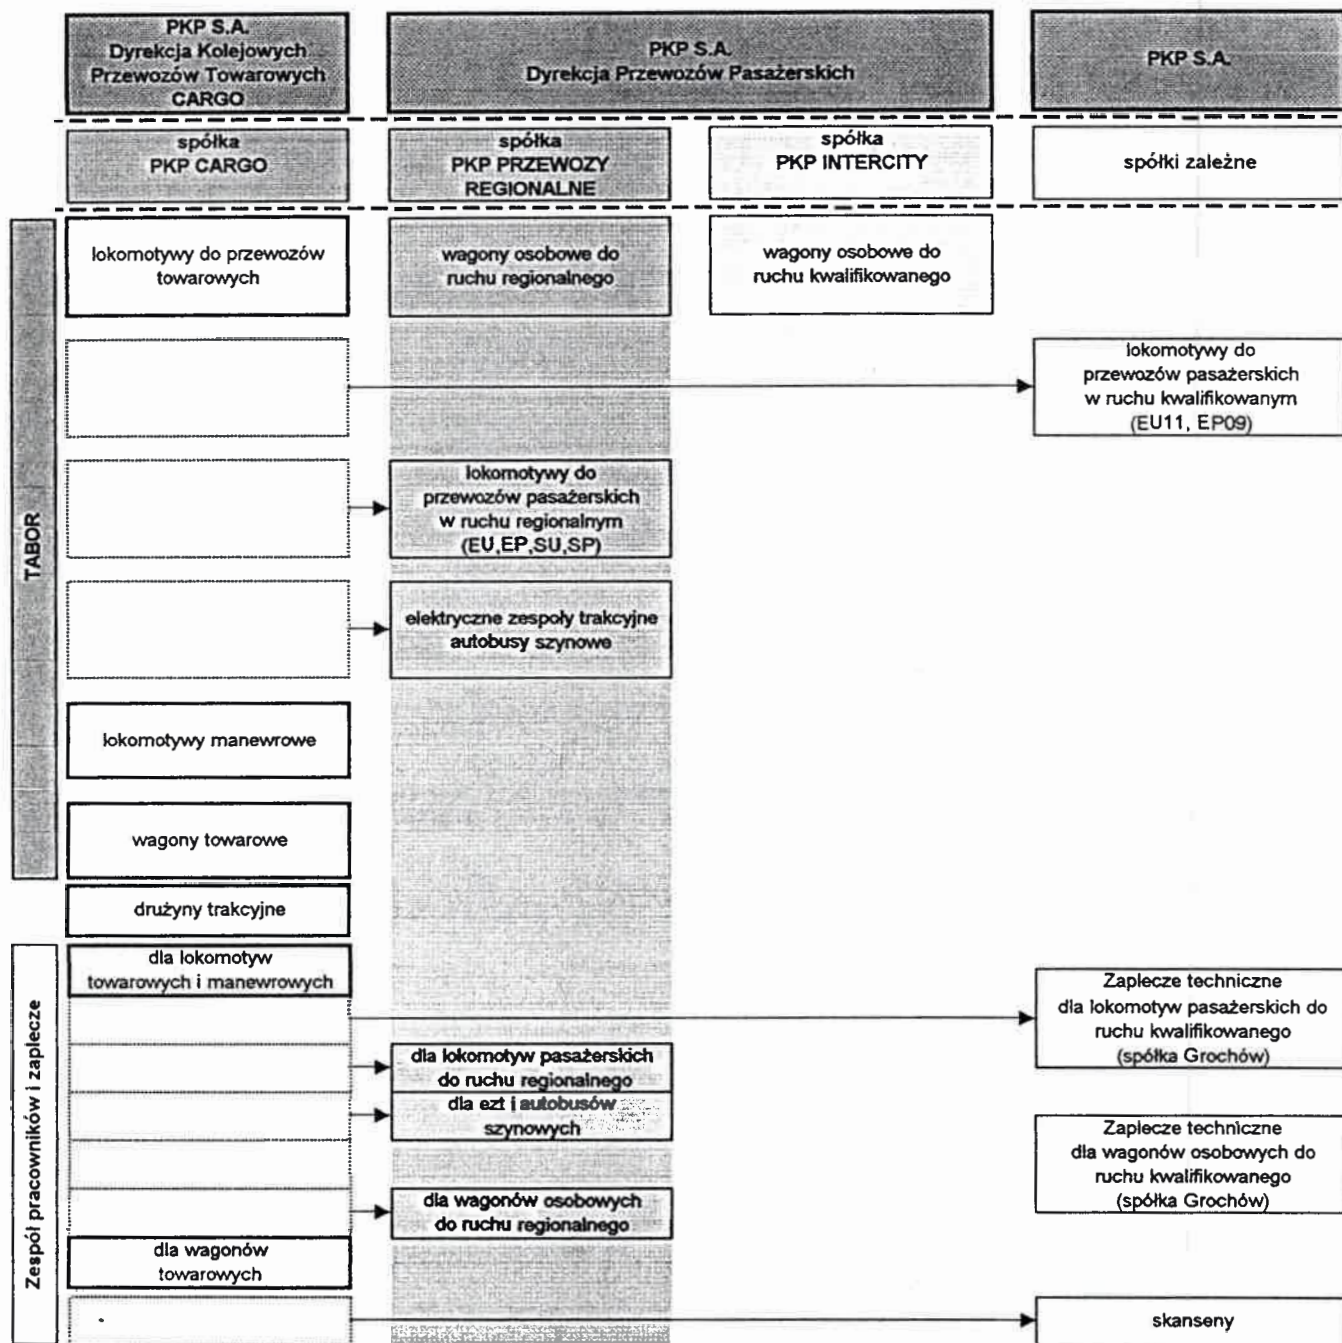 PKP S.A.
Dyrekcja Kolejowych
Przewozów Towarowych
CARGO
PKP S.A.
Dyrekcja Przewozów Pasażerskich
PKP S.A.
spółka
PKP CARGO
spółka
PKP PRZEWOZY
REGIONALNE
spółka
PKP INTERCITY
spółki zależne
TABOR
lokomotywy do przewozów
towarowych
wagony osobowe do
ruchu regionalnego
wagony osobowe do
ruchu kwalifikowanego
lokomotywy do
przewozów pasażerskich
w ruchu kwalifikowanym
(EU11, EP09)
lokomotywy do
przewozów pasażerskich
w ruchu regionalnym
(EU,EP,SU,SP)
elektryczne zespoły trakcyjne
autobusy szynowe
lokomotywy manewrowe
wagony towarowe
drużyny trakcyjne
Zespół pracowników i zaplecze
dla lokomotyw
towarowych i manewrowych
Zaplecze techniczne
dla lokomotyw pasażerskich do
ruchu kwalifikowanego
(spółka Grochów)
dla lokomotyw pasażerskich
do ruchu regionalnego
dla ezt i autobusów
szynowych
Zaplecze techniczne
dla wagonów osobowych do
ruchu kwalifikowanego
(spółka Grochów)
dla wagonów osobowych
do ruchu regionalnego
dla wagonów
towarowych
skanseny